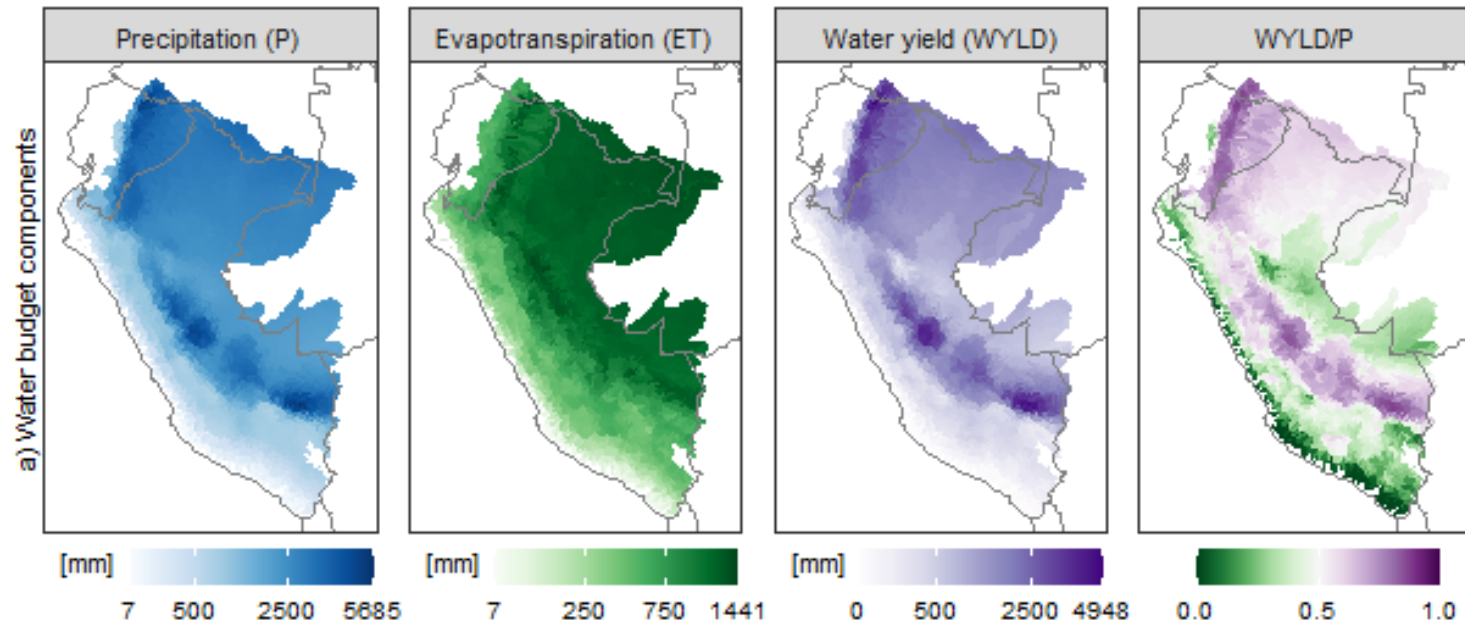 Precipitation (P)
Evapotranspiration (ET)
Water yield (WYLD)
WYLD/P
a) Water budget components
[mm]
7 500 2500 5685
[mm]
7 250 750 1441
[mm]
0 500 2500 4948
0.0 0.5 1.0